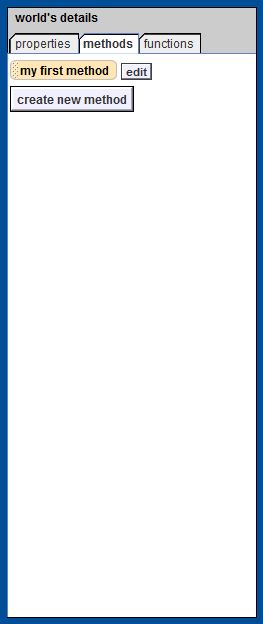 world's details
properties methods functions
my first method edit
create new method